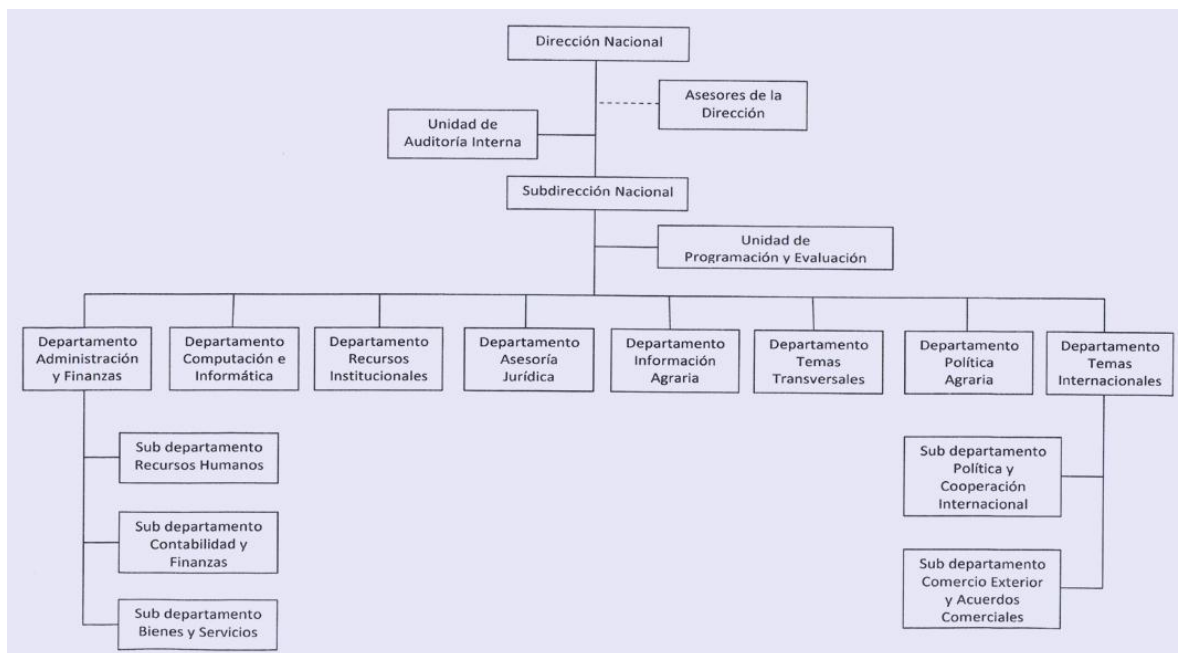 Dirección Nacional
Asesores de la
Dirección
Unidad de
Auditoría Interna
Subdirección Nacional
Unidad de
Programación y Evaluación
Departamento
Administración
y Finanzas
Departamento
Computación e
Informática
Departamento
Recursos
Institucionales
Departamento
Asesoría
Jurídica
Departamento
Información
Agraria
Departamento
Temas
Transversales
Departamento
Política
Agraria
Departamento
Temas
Internacionales
Sub departamento
Recursos Humanos
Sub departamento
Contabilidad y
Finanzas
Sub departamento
Bienes y Servicios
Sub departamento
Política y
Cooperación
Internacional
Sub departamento
Comercio Exterior
y Acuerdos
Comerciales